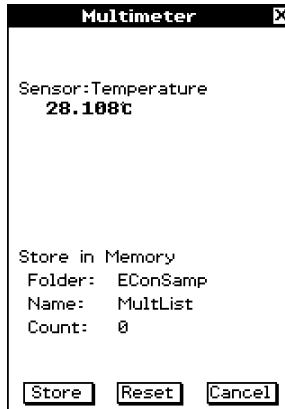 Multimeter X
Sensor:Temperature
28.108℃
Store in Memory
Folder: EConSamp
Name: MultList
Count: 0
Store Reset Cancel